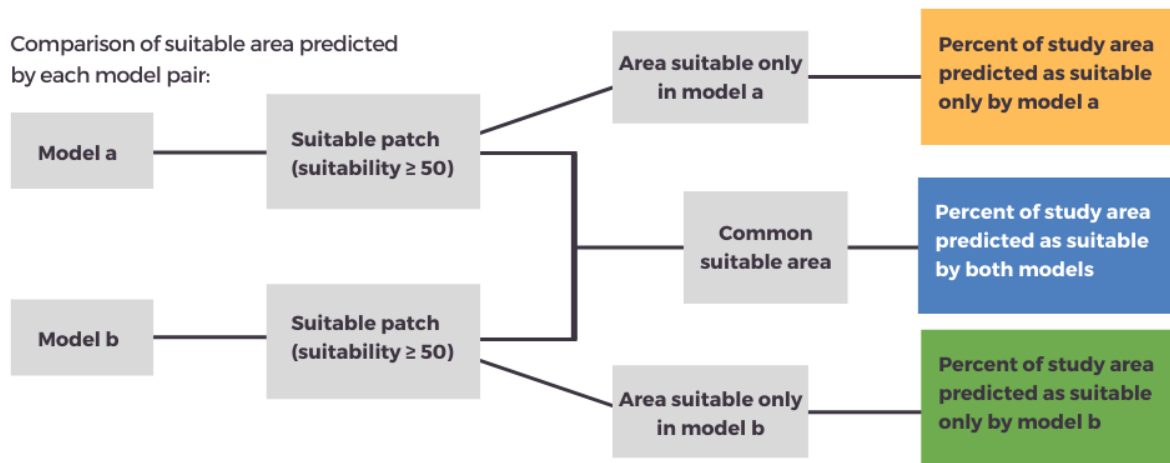 Comparison of suitable area predicted
by each model pair:
Model a
Suitable patch
(suitability ≥ 50)
Area suitable only
in model a
Percent of study area
predicted as suitable
only by model a
Common
suitable area
Percent of study area
predicted as suitable
by both models
Model b
Suitable patch
(suitability ≥ 50)
Area suitable only
in model b
Percent of study area
predicted as suitable
only by model b